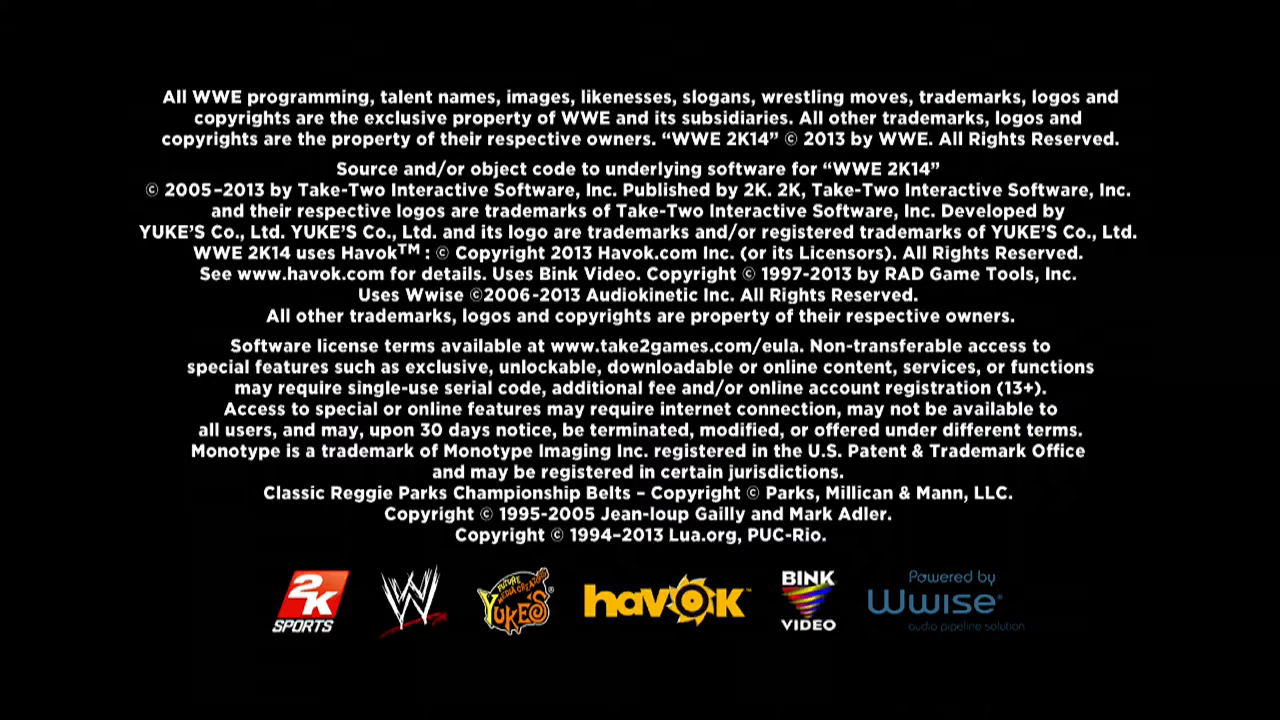 All WWE programming, talent names, images, likenesses, slogans, wrestling moves, trademarks, logos and
copyrights are the exclusive property of WWE and its subsidiaries. All other trademarks, logos and
copyrights are the property of their respective owners. “WWE 2K14” © 2013 by WWE. All Rights Reserved.
Source and/or object code to underlying software for “WWE 2K14”
© 2005–2013 by Take-Two Interactive Software, Inc. Published by 2K. 2K, Take-Two Interactive Software, Inc.
and their respective logos are trademarks of Take-Two Interactive Software, Inc. Developed by
YUKE’S Co., Ltd. YUKE’S Co., Ltd. and its logo are trademarks and/or registered trademarks of YUKE’S Co., Ltd.
WWE 2K14 uses Havok™ : © Copyright 2013 Havok.com Inc. (or its Licensors). All Rights Reserved.
See www.havok.com for details. Uses Bink Video. Copyright © 1997-2013 by RAD Game Tools, Inc.
Uses Wwise ©2006-2013 Audiokinetic Inc. All Rights Reserved.
All other trademarks, logos and copyrights are property of their respective owners.
Software license terms available at www.take2games.com/eula. Non-transferable access to
special features such as exclusive, unlockable, downloadable or online content, services, or functions
may require single-use serial code, additional fee and/or online account registration (13+).
Access to special or online features may require internet connection, may not be available to
all users, and may, upon 30 days notice, be terminated, modified, or offered under different terms.
Monotype is a trademark of Monotype Imaging Inc. registered in the U.S. Patent & Trademark Office
and may be registered in certain jurisdictions.
Classic Reggie Parks Championship Belts – Copyright © Parks, Millican & Mann, LLC.
Copyright © 1995-2005 Jean-loup Gailly and Mark Adler.
Copyright © 1994–2013 Lua.org, PUC-Rio.
2K SPORTS
W
FUTURE MEDIA CREATORS YUKE'S ®
havok™
BINK VIDEO
Powered by
Wwise®
audio pipeline solution